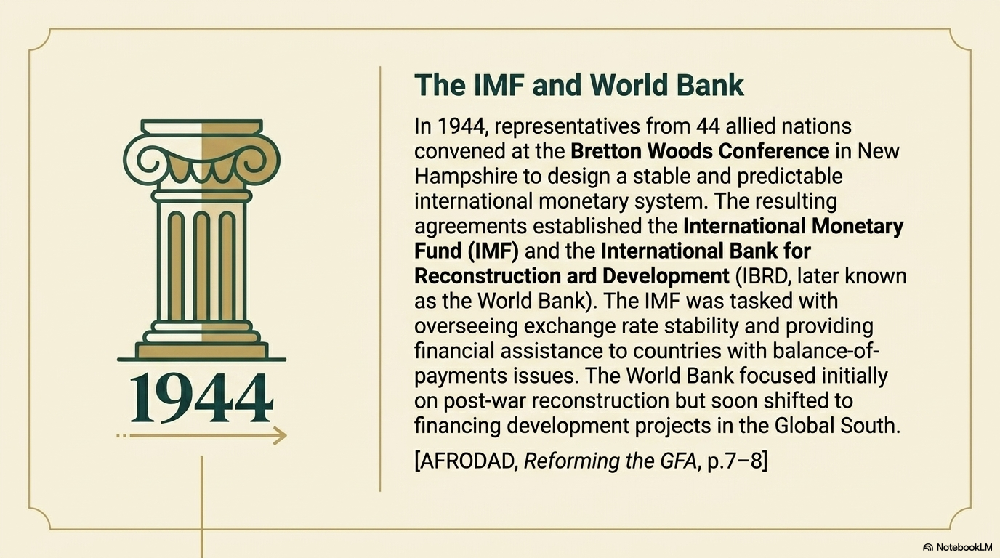 1944
The IMF and World Bank
In 1944, representatives from 44 allied nations
convened at the Bretton Woods Conference in New
Hampshire to design a stable and predictable
international monetary system. The resulting
agreements established the International Monetary
Fund (IMF) and the International Bank for
Reconstruction ard Development (IBRD, later known
as the World Bank). The IMF was tasked with
overseeing exchange rate stability and providing
financial assistance to countries with balance-of-
payments issues. The World Bank focused initially
on post-war reconstruction but soon shifted to
financing development projects in the Global South.
[AFRODAD, Reforming the GFA, p.7–8]
NotebookLM